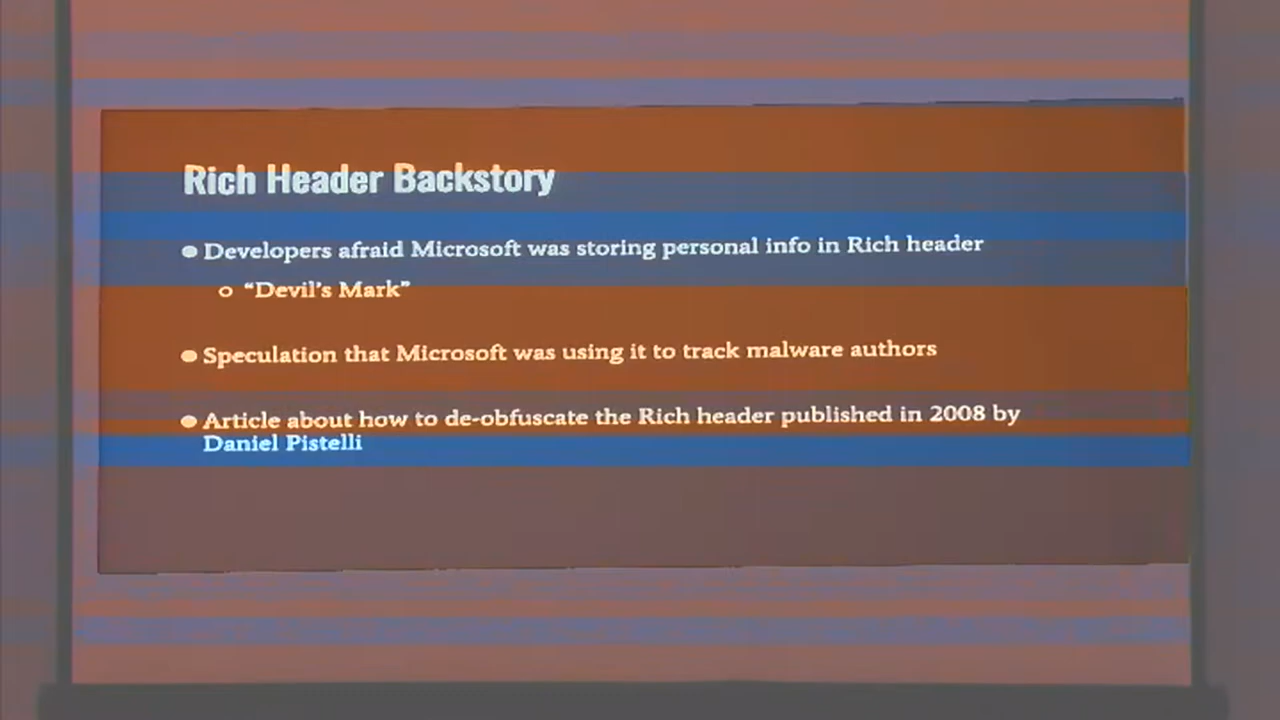 Rich Header Backstory
Developers afraid Microsoft was storing personal info in Rich header
“Devil's Mark”
Speculation that Microsoft was using it to track malware authors
Article about how to de-obfuscate the Rich header published in 2008 by
Daniel Pistelli